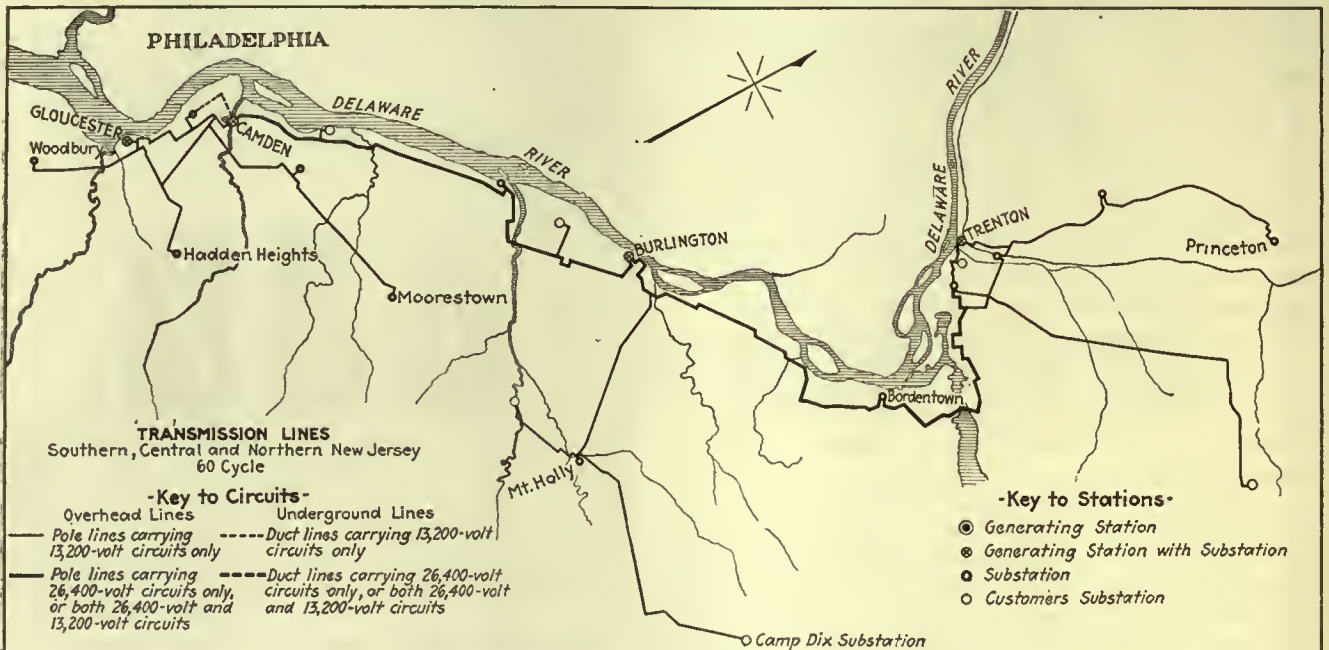 PHILADELPHIA
DELAWARE
RIVER
GLOUCESTER
CAMDEN
Woodbury
Hadden Heights
Moorestown
BURLINGTON
DELAWARE
RIVER
TRENTON
Princeton
Bordentown
Mt. Holly
Camp Dix Substation
TRANSMISSION LINES
Southern, Central and Northern New Jersey
60 Cycle
-Key to Circuits-
Overhead Lines
Pole lines carrying
13,200-volt circuits only
Pole lines carrying
26,400-volt circuits only,
or both 26,400-volt and
13,200-volt circuits
Underground Lines
Duct lines carrying 13,200-volt
circuits only
Duct lines carrying 26,400-volt
circuits only, or both 26,400-volt
and 13,200-volt circuits
-Key to Stations-
Generating Station
Generating Station with Substation
Substation
Customers Substation